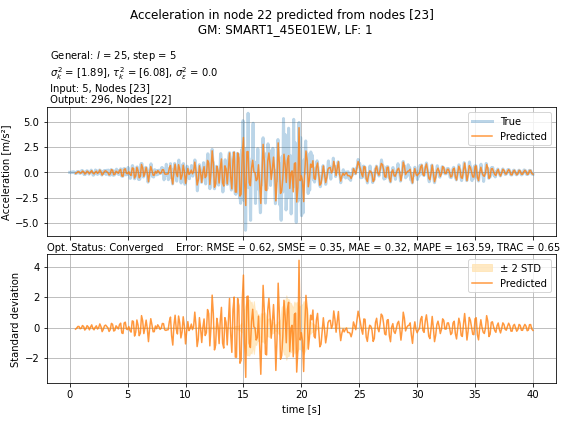 Acceleration in node 22 predicted from nodes [23]
GM: SMART1_45E01EW, LF: 1
General: l = 25, step = 5
σ²ₖ = [1.89], τ²ₖ = [6.08], σ²ε = 0.0
Input: 5, Nodes [23]
Output: 296, Nodes [22]
Acceleration [m/s²]
5.0
2.5
0.0
−2.5
−5.0
True
Predicted
Opt. Status: Converged Error: RMSE = 0.62, SMSE = 0.35, MAE = 0.32, MAPE = 163.59, TRAC = 0.65
Standard deviation
4
2
0
−2
± 2 STD
Predicted
0 5 10 15 20 25 30 35 40
time [s]